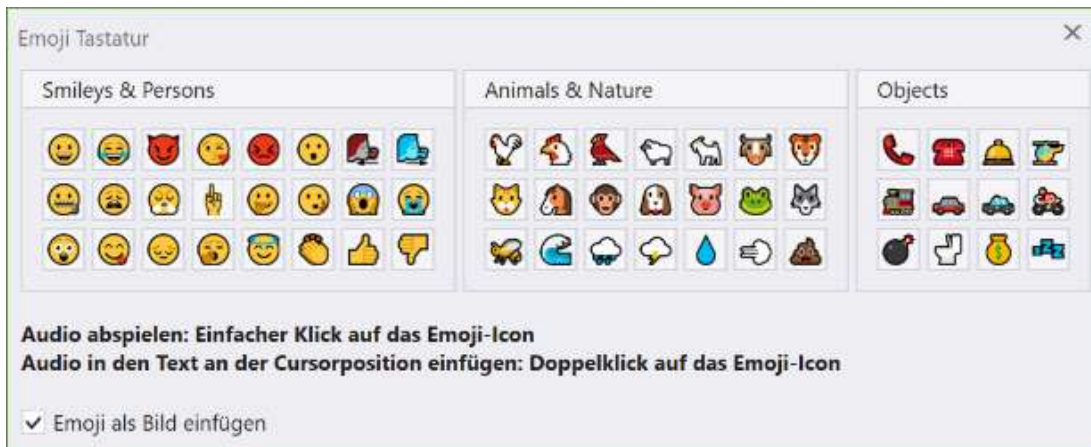 Emoji Tastatur
Smileys & Persons
Animals & Nature
Objects
Audio abspielen: Einfacher Klick auf das Emoji-Icon
Audio in den Text an der Cursorposition einfügen: Doppelklick auf das Emoji-Icon
Emoji als Bild einfügen